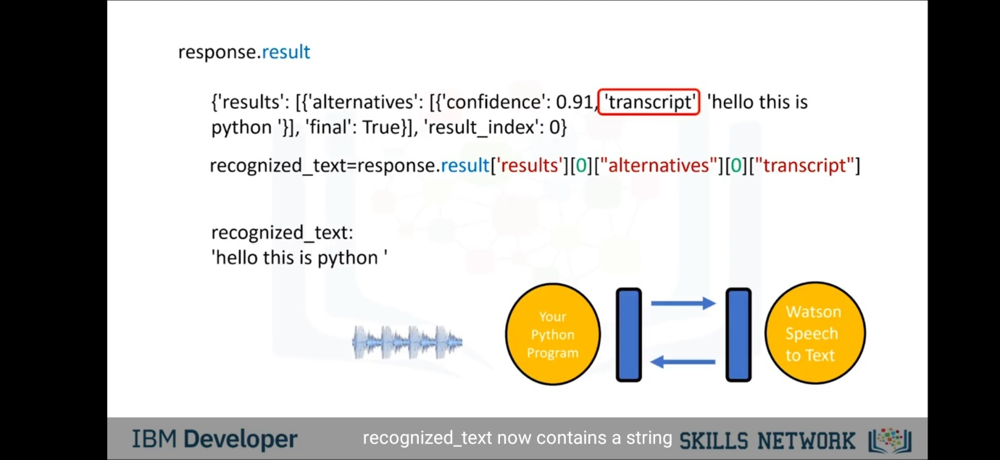 response.result
{'results': [{'alternatives': [{'confidence': 0.91, 'transcript' 'hello this is
python '}], 'final': True}], 'result_index': 0}
recognized_text=response.result['results'][0]["alternatives"][0]["transcript"]
recognized_text:
'hello this is python '
Your
Python
Program
Watson
Speech
to Text
IBM Developer
recognized_text now contains a string
SKILLS NETWORK